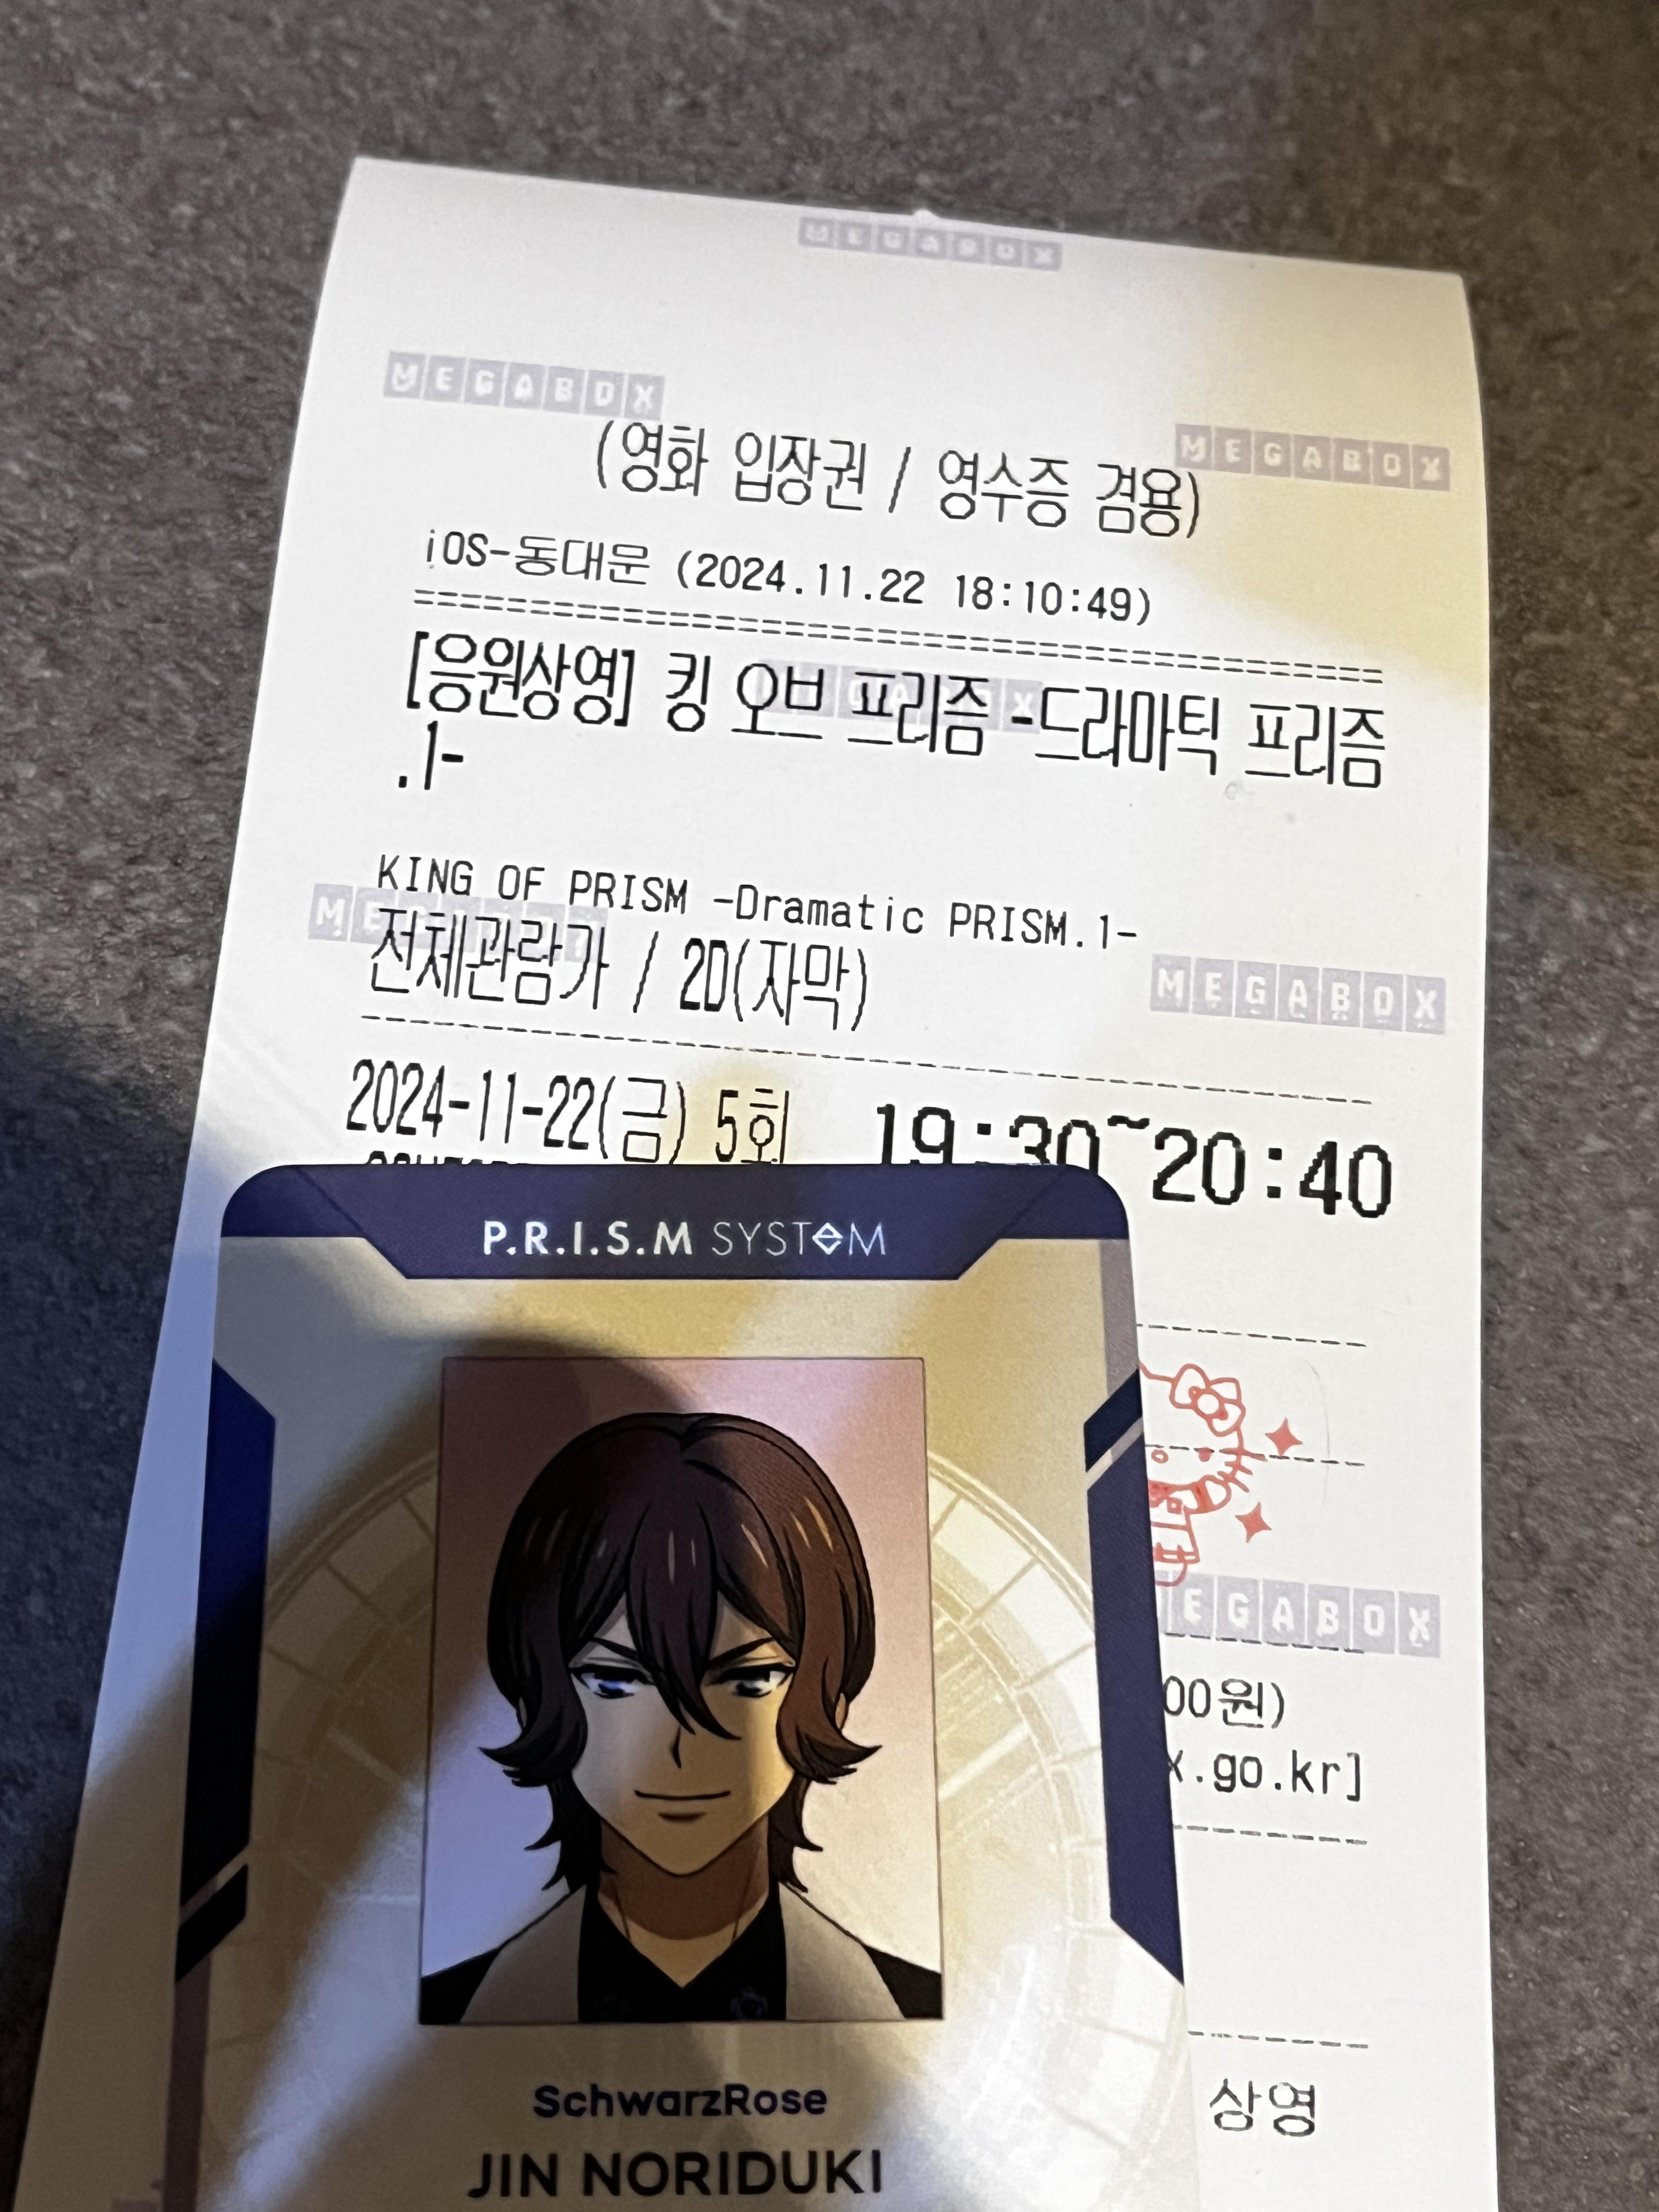 MEGABOX
MEGABOX
MEGABOX
(영화 입장권 / 영수증 겸용)
iOS-동대문 (2024.11.22 18:10:49)
[응원상영] 킹 오브 프리즘 -드라마틱 프리즘
.1-
KING OF PRISM -Dramatic PRISM.1-
전체관람가 / 2D(자막)
MEGABOX
2024-11-22(금) 5회 19:30~20:40
P.R.I.S.M SYSTEM
EGABOX
00원)
x.go.kr]
상영
SchwarzRose
JIN NORIDUKI